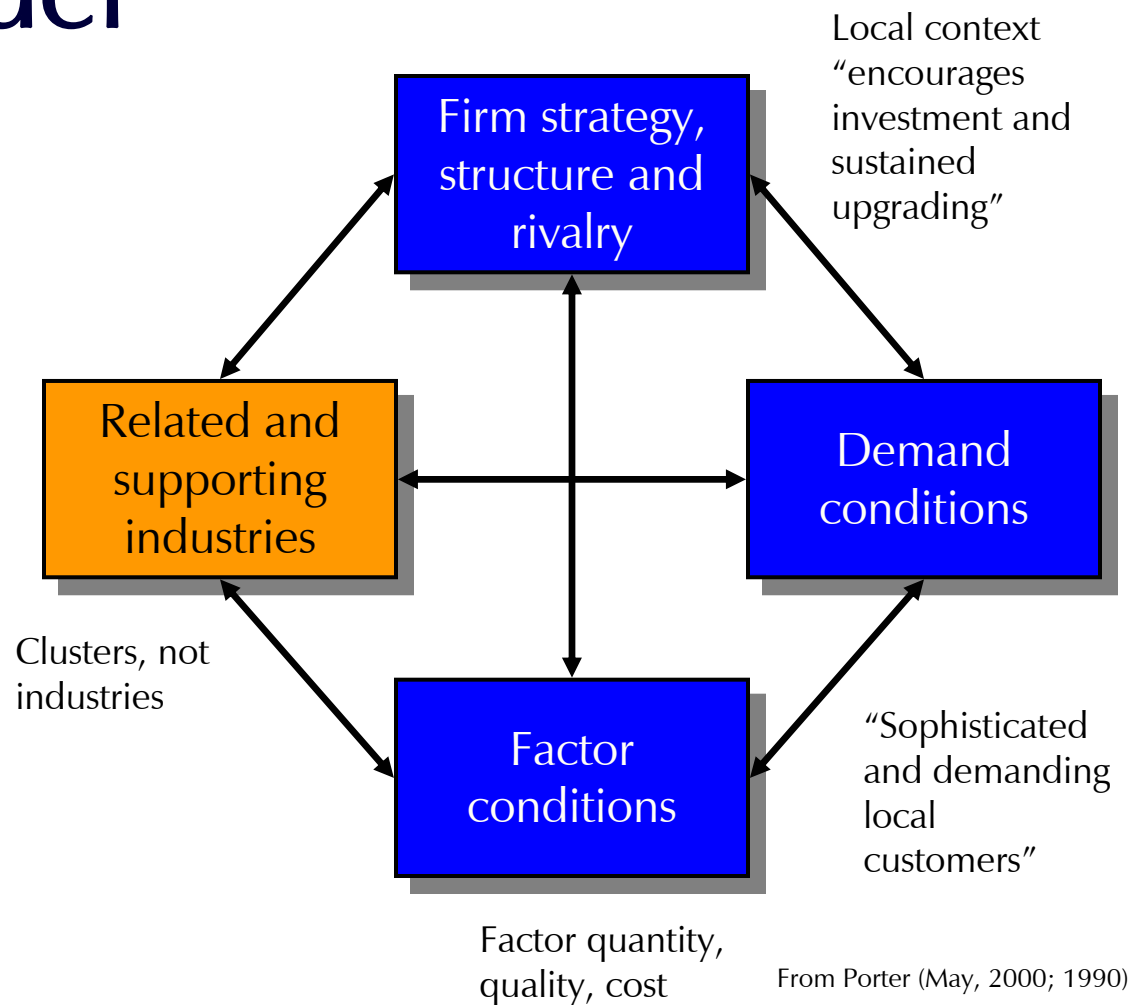 Local context
“encourages
investment and
sustained
upgrading”
Firm strategy,
structure and
rivalry
Related and
supporting
industries
Demand
conditions
Clusters, not
industries
Factor
conditions
“Sophisticated
and demanding
local
customers”
Factor quantity,
quality, cost
From Porter (May, 2000; 1990)